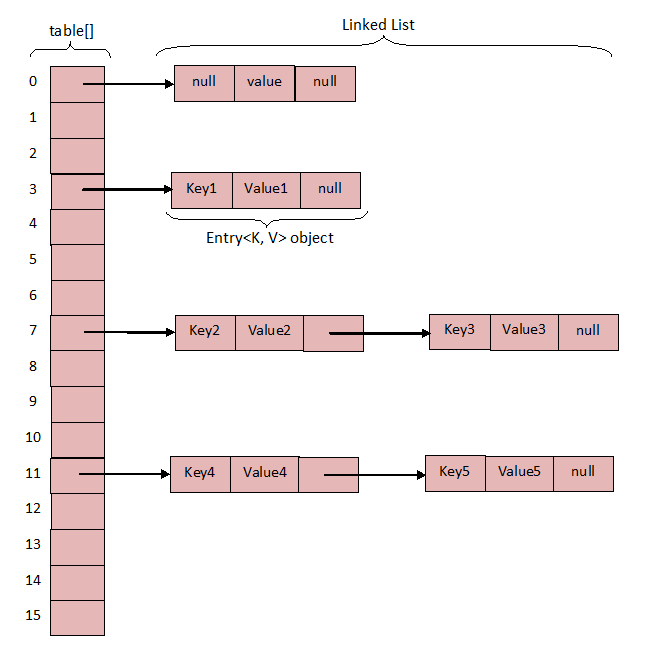 Linked List
table[]
0 null value null
1
2
3 Key1 Value1 null
4
Entry<K, V> object
5
6
7 Key2 Value2 Key3 Value3 null
8
9
10
11 Key4 Value4 Key5 Value5 null
12
13
14
15